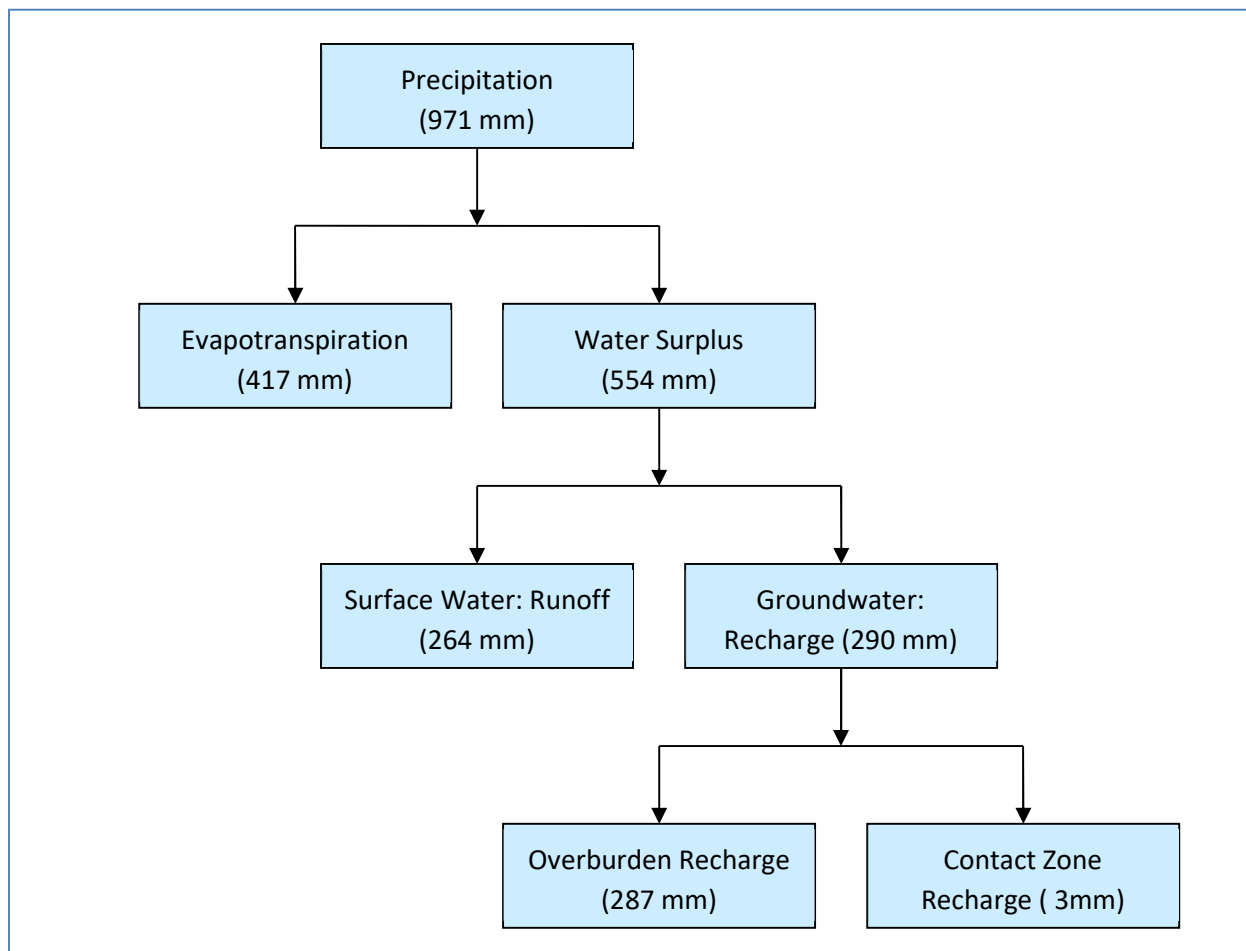 Precipitation
(971 mm)
Evapotranspiration
(417 mm)
Water Surplus
(554 mm)
Surface Water: Runoff
(264 mm)
Groundwater:
Recharge (290 mm)
Overburden Recharge
(287 mm)
Contact Zone
Recharge ( 3mm)